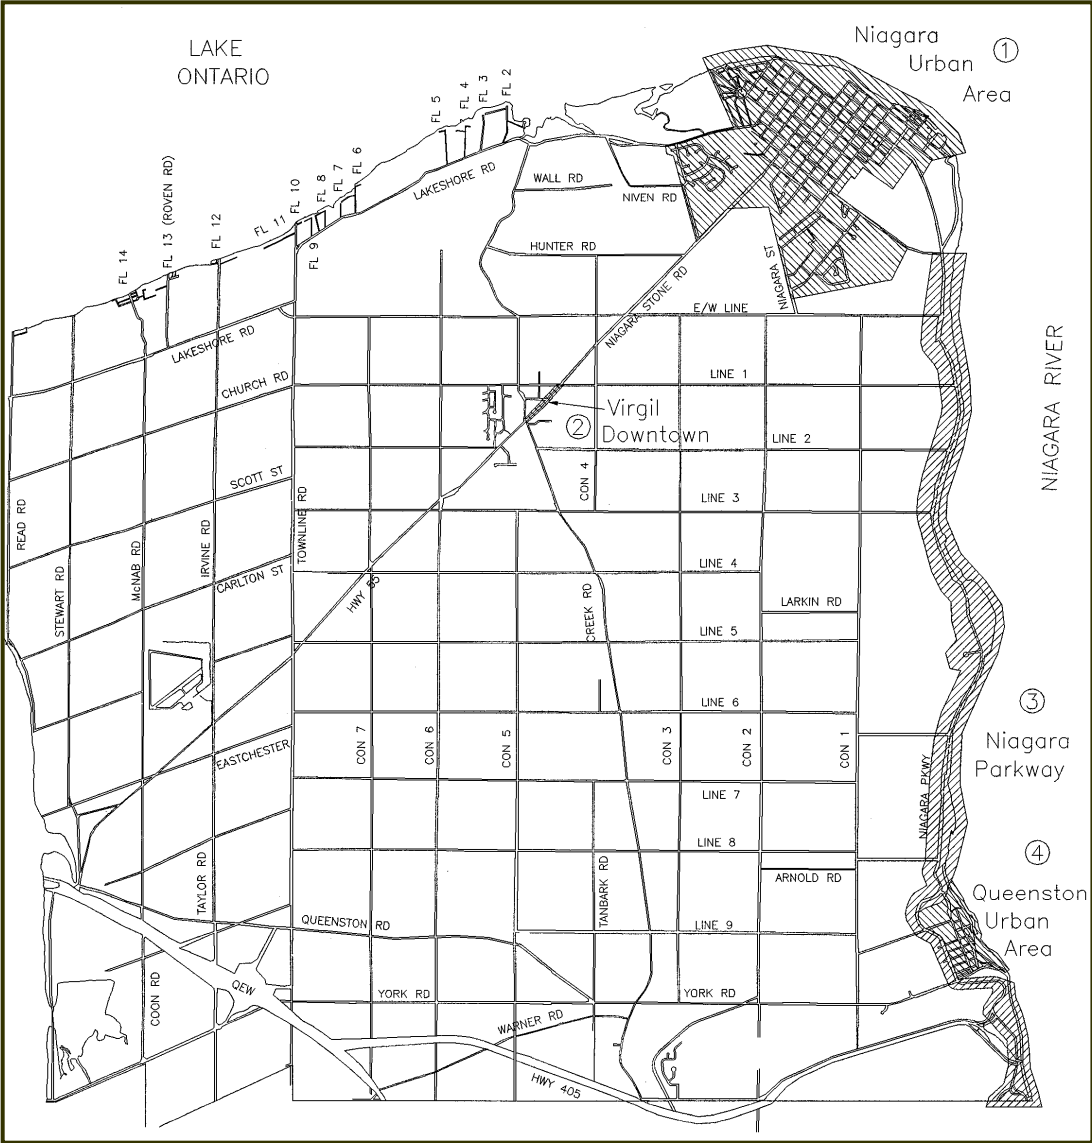 LAKE
ONTARIO
Niagara
Urban
Area
1
FL 5
FL 4
FL 3
FL 2
FL 6
FL 7
FL 8
FL 10
FL 9
FL 11
FL 12
FL 13 (ROVEN RD)
FL 14
LAKESHORE RD
WALL RD
NIVEN RD
HUNTER RD
NIAGARA STONE RD
NIAGARA ST
E/W LINE
LAKESHORE RD
CHURCH RD
LINE 1
Virgil
Downtown
2
LINE 2
NIAGARA RIVER
SCOTT ST
CON 4
LINE 3
READ RD
STEWART RD
McNAB RD
IRVINE RD
TOWNLINE RD
CARLTON ST
HWY 55
LINE 4
CREEK RD
LARKIN RD
LINE 5
LINE 6
EASTCHESTER
CON 7
CON 6
CON 5
CON 3
CON 2
CON 1
3
Niagara
Parkway
NIAGARA PKWY
LINE 7
LINE 8
TAYLOR RD
TANBARK RD
ARNOLD RD
4
Queenston
Urban
Area
QUEENSTON RD
LINE 9
QEW
COON RD
YORK RD
YORK RD
WARNER RD
HWY 405